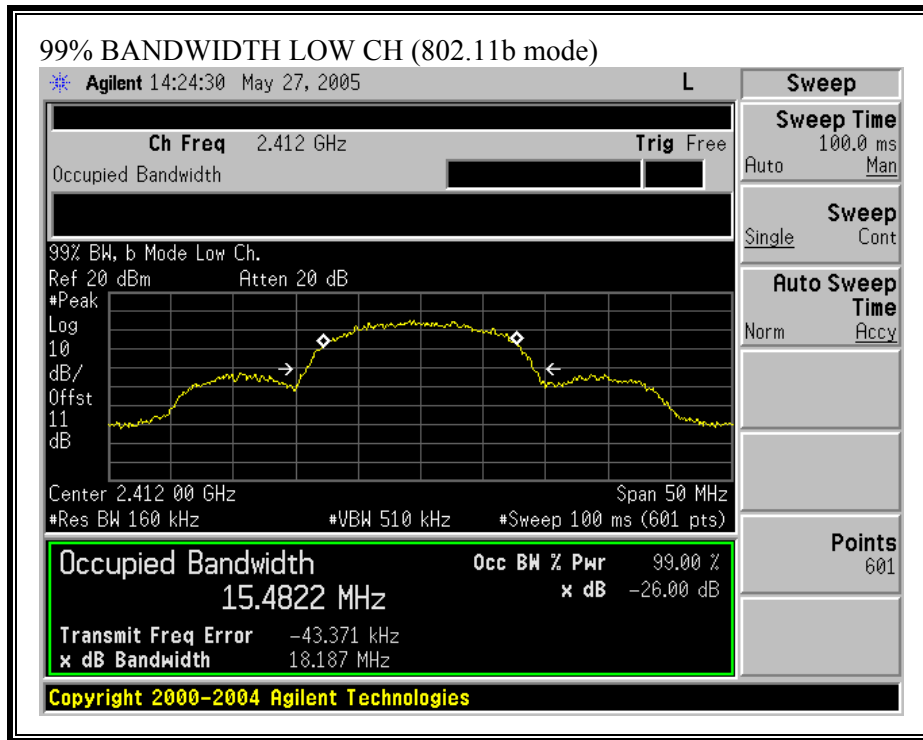 99% BANDWIDTH LOW CH (802.11b mode)
Agilent 14:24:30 May 27, 2005 L
Sweep
Ch Freq 2.412 GHz Trig Free
Occupied Bandwidth
Sweep Time
100.0 ms
Auto Man
Sweep
Single Cont
Auto Sweep
Time
Norm Accy
99% BW, b Mode Low Ch.
Ref 20 dBm Atten 20 dB
#Peak
Log
10
dB/
Offst
11
dB
Center 2.412 00 GHz Span 50 MHz
#Res BW 160 kHz #VBW 510 kHz #Sweep 100 ms (601 pts)
Points
601
Occupied Bandwidth
15.4822 MHz
Occ BW % Pwr 99.00 %
x dB -26.00 dB
Transmit Freq Error -43.371 kHz
x dB Bandwidth 18.187 MHz
Copyright 2000-2004 Agilent Technologies